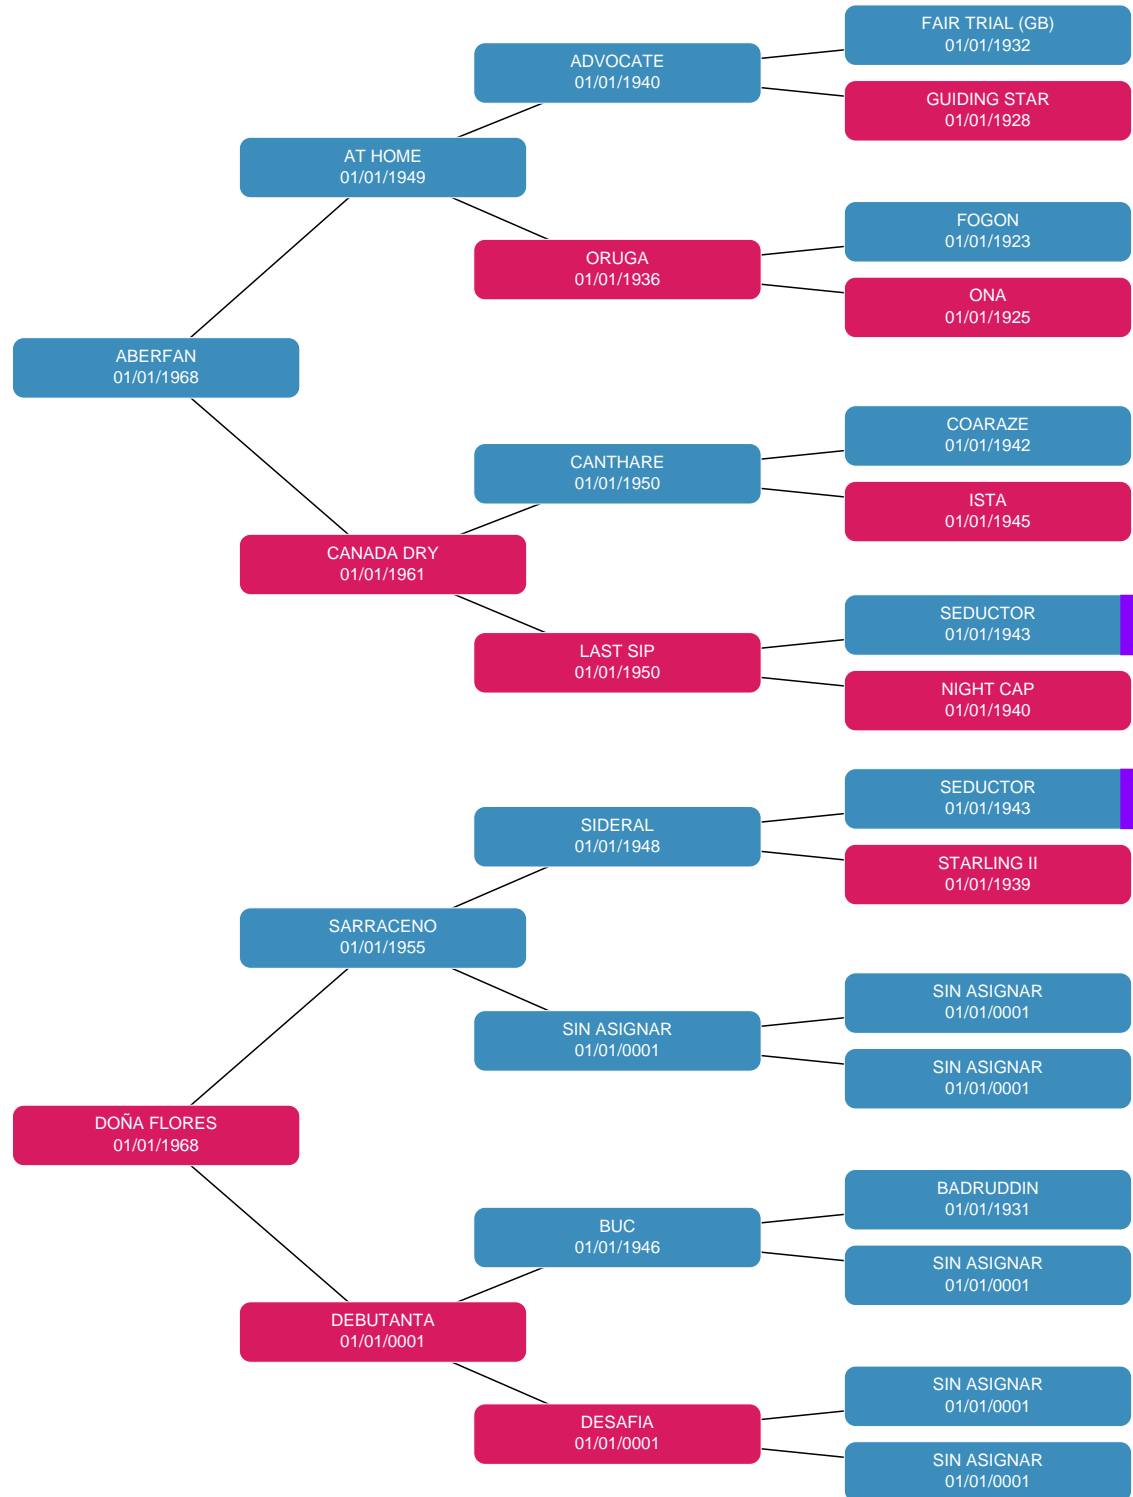 FAIR TRIAL (GB)
01/01/1932
ADVOCATE
01/01/1940
GUIDING STAR
01/01/1928
AT HOME
01/01/1949
FOGON
01/01/1923
ORUGA
01/01/1936
ONA
01/01/1925
ABERFAN
01/01/1968
COARAZE
01/01/1942
CANTHARE
01/01/1950
ISTA
01/01/1945
CANADA DRY
01/01/1961
SEDUCTOR
01/01/1943
LAST SIP
01/01/1950
NIGHT CAP
01/01/1940
SEDUCTOR
01/01/1943
SIDERAL
01/01/1948
STARLING II
01/01/1939
SARRACENO
01/01/1955
SIN ASIGNAR
01/01/0001
SIN ASIGNAR
01/01/0001
SIN ASIGNAR
01/01/0001
DOÑA FLORES
01/01/1968
BADRUDDIN
01/01/1931
BUC
01/01/1946
SIN ASIGNAR
01/01/0001
DEBUTANTA
01/01/0001
SIN ASIGNAR
01/01/0001
DESAFIA
01/01/0001
SIN ASIGNAR
01/01/0001